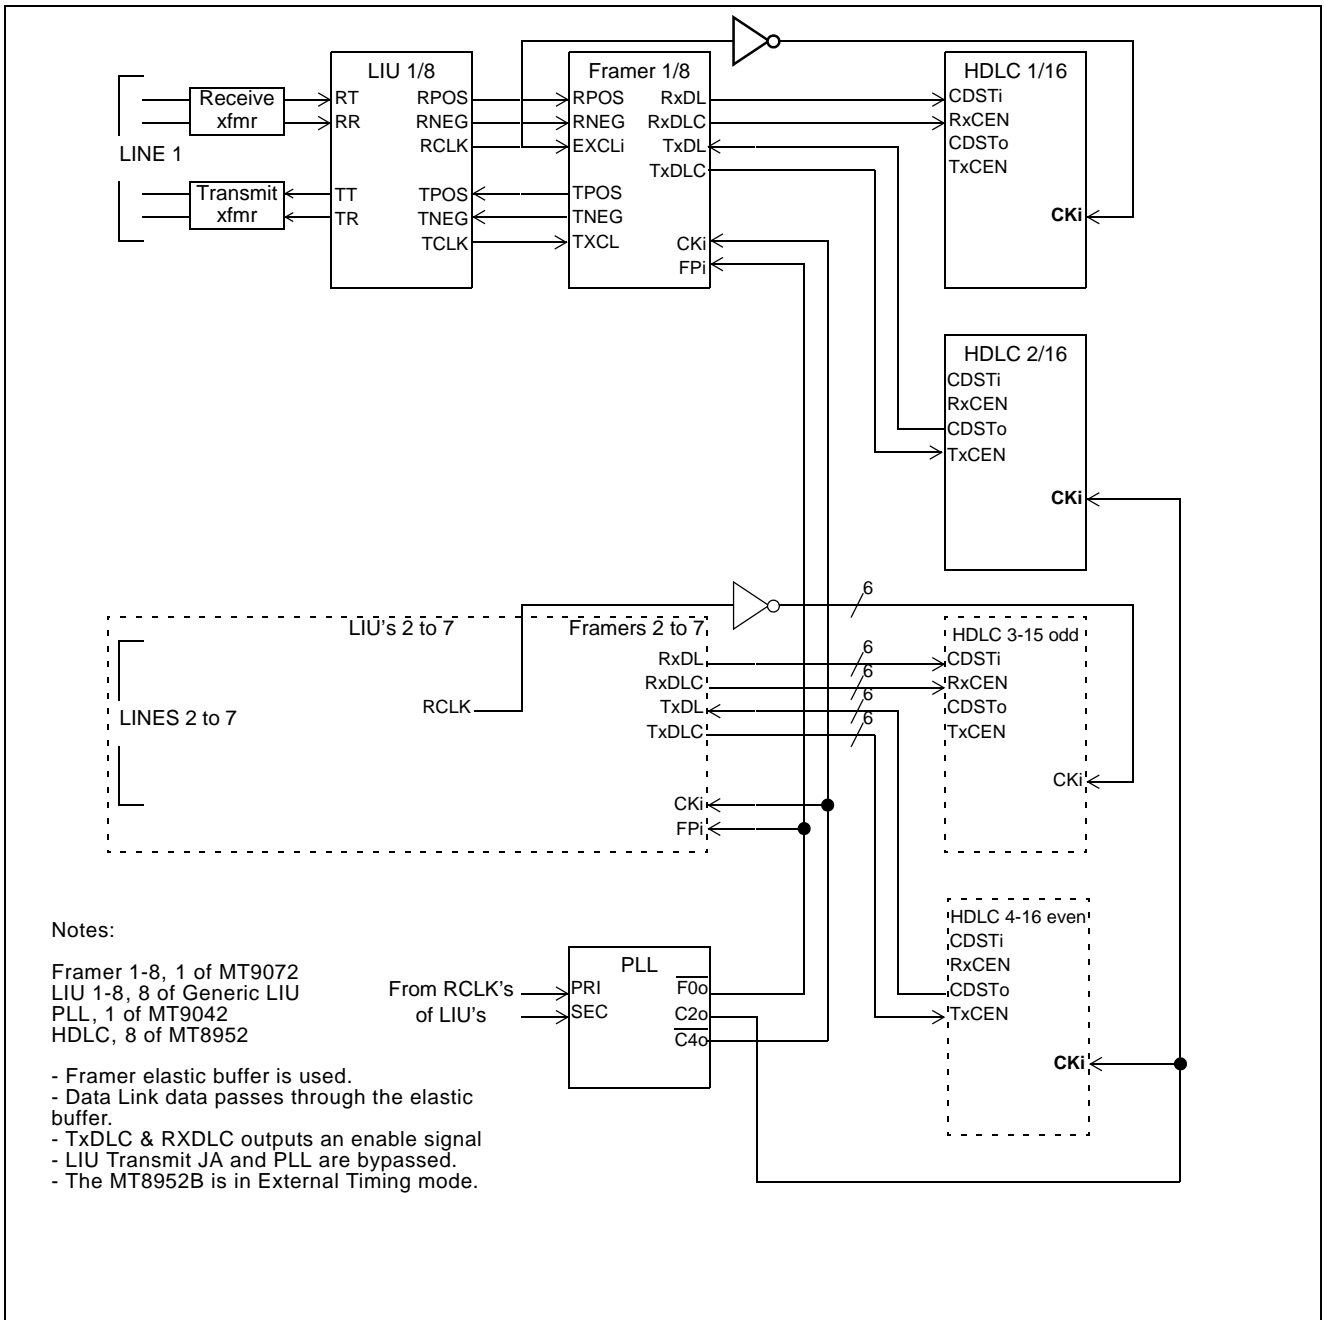 LIU 1/8
Framer 1/8
HDLC 1/16
Receive
xfmr
RT
RR
RPOS
RNEG
RCLK
RPOS
RNEG
EXCLi
RxDL
RxDLC
TxDL
TxDLC
CDSTi
RxCEN
CDSTo
TxCEN
LINE 1
Transmit
xfmr
TT
TR
TPOS
TNEG
TCLK
TPOS
TNEG
TXCL
CKi
FPi
CKi
HDLC 2/16
CDSTi
RxCEN
CDSTo
TxCEN
CKi
6
LIU's 2 to 7
Framers 2 to 7
HDLC 3-15 odd
RxDL
6
CDSTi
RxDLC
6
RxCEN
LINES 2 to 7
RCLK
TxDL
6
CDSTo
TxDLC
6
TxCEN
CKi
CKi
FPi
HDLC 4-16 even
CDSTi
RxCEN
CDSTo
TxCEN
CKi
Notes:
Framer 1-8, 1 of MT9072
LIU 1-8, 8 of Generic LIU
PLL, 1 of MT9042
HDLC, 8 of MT8952
From RCLK's
of LIU's
PLL
PRI
SEC
F0o
C2o
C4o
- Framer elastic buffer is used.
- Data Link data passes through the elastic
buffer.
- TxDLC & RXDLC outputs an enable signal
- LIU Transmit JA and PLL are bypassed.
- The MT8952B is in External Timing mode.